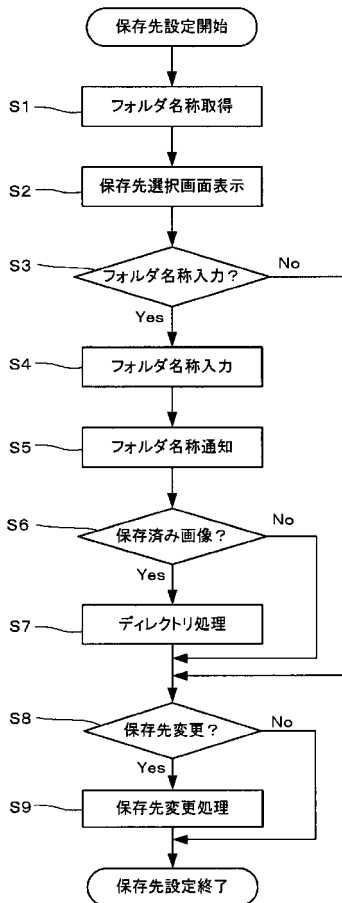 保存先設定開始
S1
フォルダ名称取得
S2
保存先選択画面表示
S3
フォルダ名称入力？
No
Yes
S4
フォルダ名称入力
S5
フォルダ名称通知
S6
保存済み画像？
No
Yes
S7
ディレクトリ処理
S8
保存先変更？
No
Yes
S9
保存先変更処理
保存先設定終了